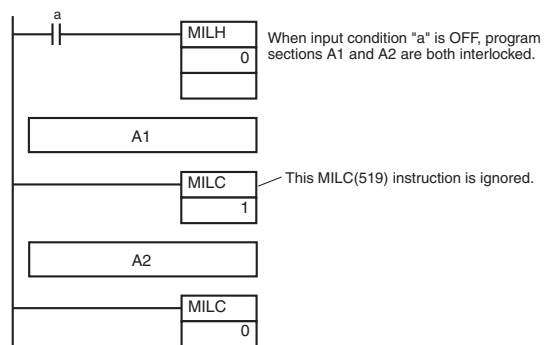 a
MILH
0
When input condition "a" is OFF, program
sections A1 and A2 are both interlocked.
A1
MILC
1
This MILC(519) instruction is ignored.
A2
MILC
0